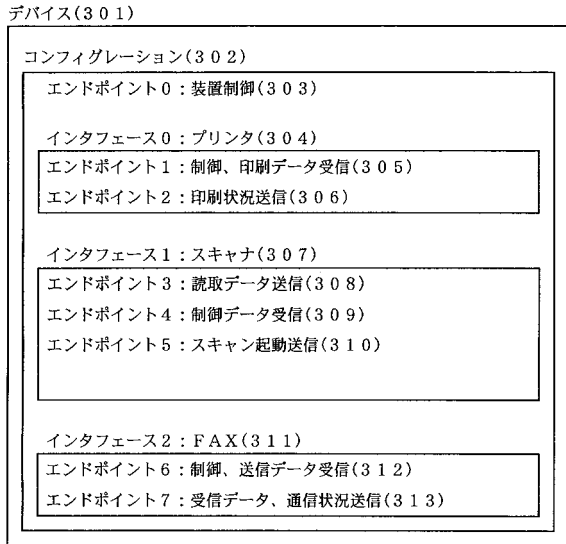 デバイス(301)
コンフィグレーション(302)
エンドポイント0：装置制御(303)
インタフェース0：プリンタ(304)
エンドポイント1：制御、印刷データ受信(305)
エンドポイント2：印刷状況送信(306)
インタフェース1：スキャナ(307)
エンドポイント3：読取データ送信(308)
エンドポイント4：制御データ受信(309)
エンドポイント5：スキャン起動送信(310)
インタフェース2：FAX(311)
エンドポイント6：制御、送信データ受信(312)
エンドポイント7：受信データ、通信状況送信(313)